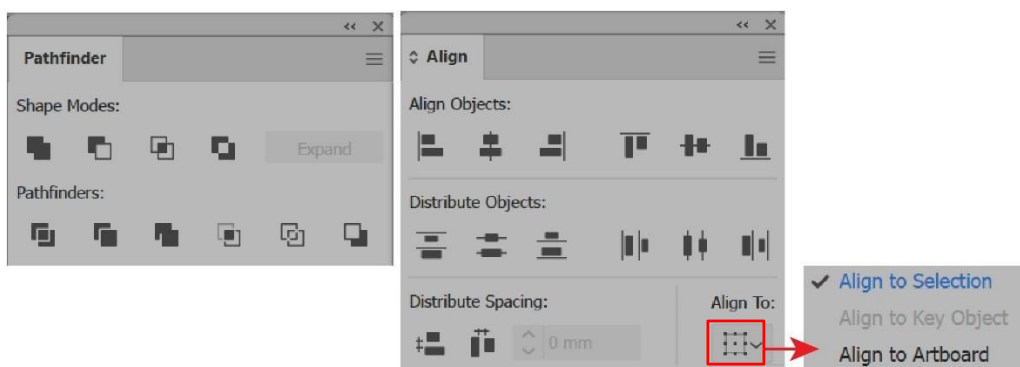 Pathfinder
Shape Modes:
Expand
Pathfinders:
Align
Align Objects:
Distribute Objects:
Distribute Spacing:
Align To:
0 mm
Align to Selection
Align to Key Object
Align to Artboard